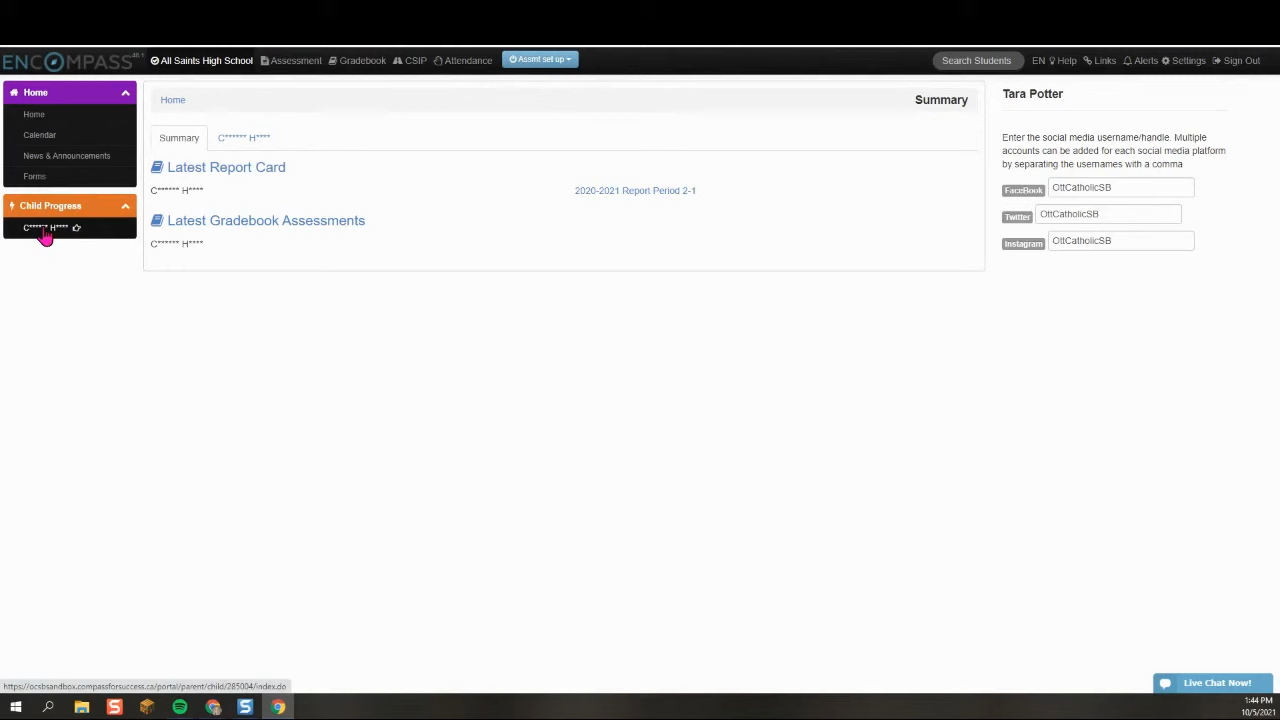 ENCOMPASS All Saints High School Assessment Gradebook CSIP Attendance Assmt set up Search Students EN Help Links Alerts Settings Sign Out
Home
Home
Calendar
News & Announcements
Forms
Child Progress
C****** H****
Home Summary
Summary C****** H****
Latest Report Card
C****** H**** 2020-2021 Report Period 2-1
Latest Gradebook Assessments
C****** H****
Tara Potter
Enter the social media username/handle. Multiple
accounts can be added for each social media platform
by separating the usernames with a comma
FaceBook OttCatholicSB
Twitter OttCatholicSB
Instagram OttCatholicSB
https://ocsbsandbox.compassforsuccess.ca/portal/parent/child/285004/index.do
Live Chat Now!
1:44 PM
10/5/2021